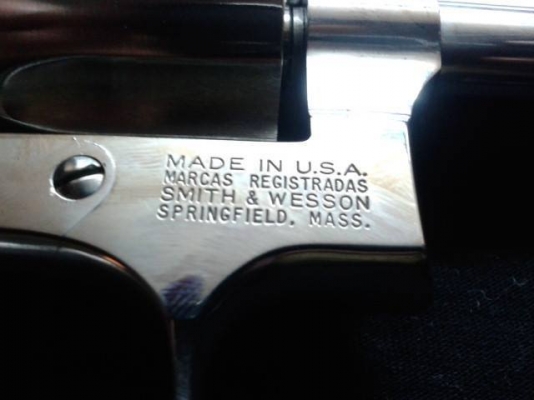 MADE IN U.S.A.
MARCAS REGISTRADAS
SMITH & WESSON
SPRINGFIELD. MASS.